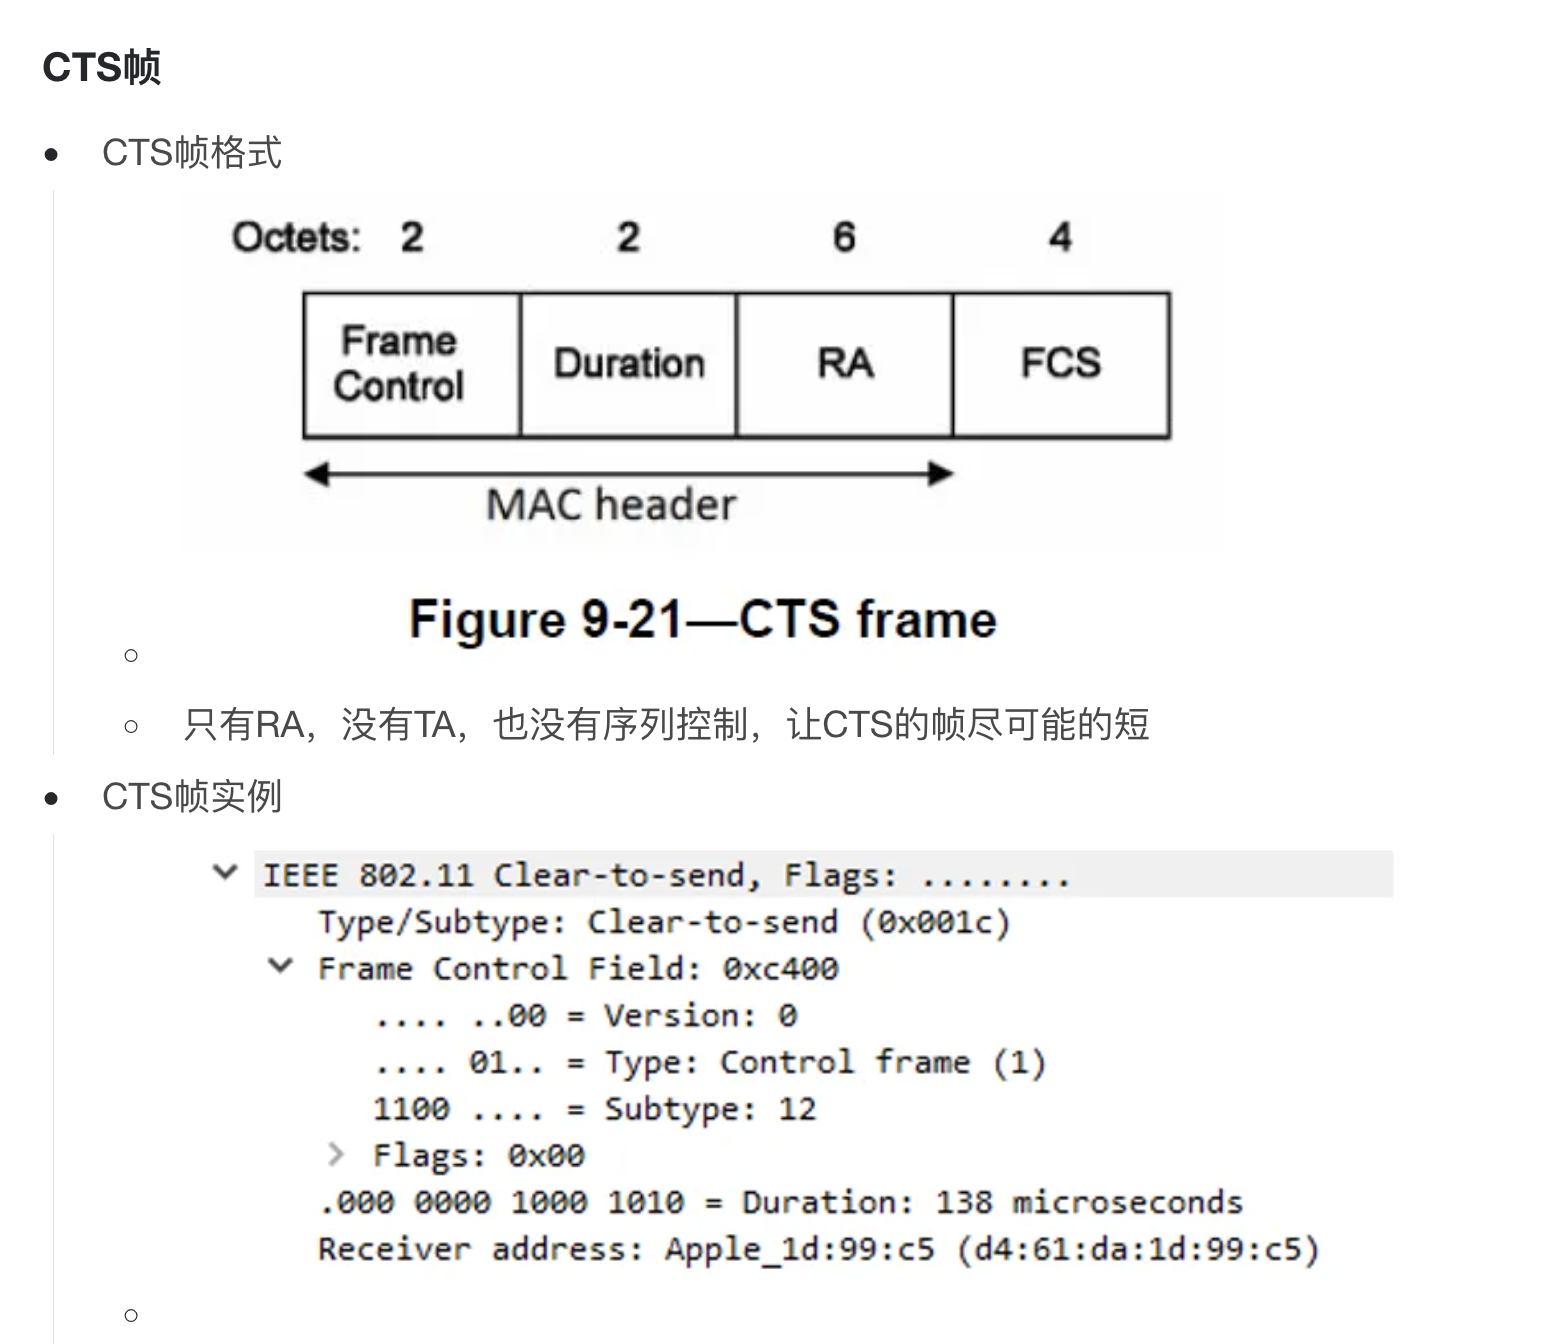 CTS帧
CTS帧格式
Octets: 2 2 6 4
Frame Control Duration RA FCS
MAC header
Figure 9-21—CTS frame
只有RA，没有TA，也没有序列控制，让CTS的帧尽可能的短
CTS帧实例
IEEE 802.11 Clear-to-send, Flags: ........
Type/Subtype: Clear-to-send (0x001c)
Frame Control Field: 0xc400
.... ..00 = Version: 0
.... 01.. = Type: Control frame (1)
1100 .... = Subtype: 12
Flags: 0x00
.000 0000 1000 1010 = Duration: 138 microseconds
Receiver address: Apple_1d:99:c5 (d4:61:da:1d:99:c5)